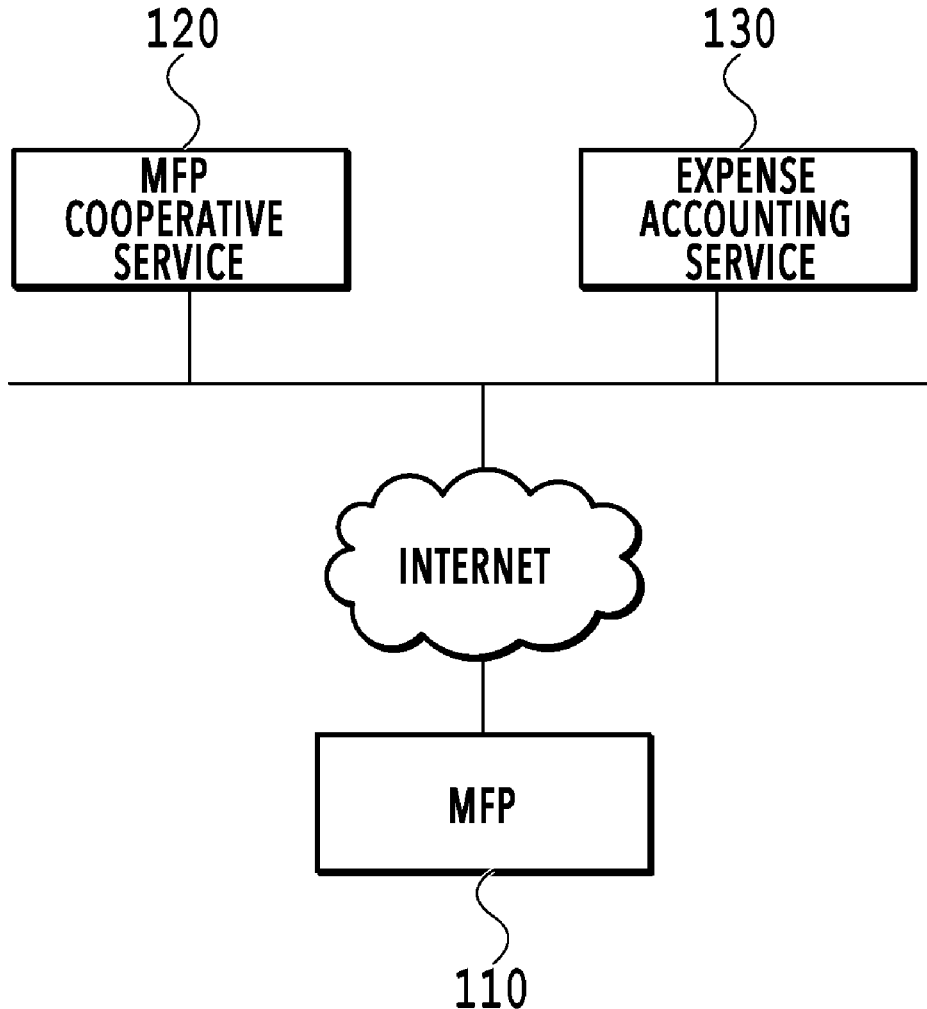 120
130
MFP
COOPERATIVE
SERVICE
EXPENSE
ACCOUNTING
SERVICE
INTERNET
MFP
110